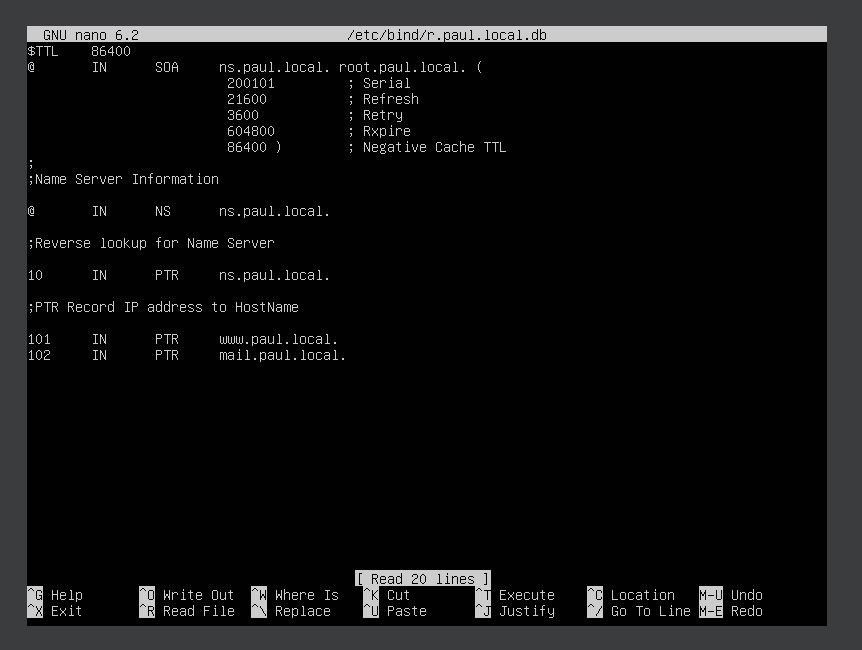 GNU nano 6.2 /etc/bind/r.paul.local.db
$TTL 86400
@ IN SOA ns.paul.local. root.paul.local. (
200101 ; Serial
21600 ; Refresh
3600 ; Retry
604800 ; Rxpire
86400 ) ; Negative Cache TTL
;
;Name Server Information
@ IN NS ns.paul.local.
;Reverse lookup for Name Server
10 IN PTR ns.paul.local.
;PTR Record IP address to HostName
101 IN PTR www.paul.local.
102 IN PTR mail.paul.local.
[ Read 20 lines ]
^G Help ^O Write Out ^W Where Is ^K Cut ^T Execute ^C Location M-U Undo
^X Exit ^R Read File ^\ Replace ^U Paste ^J Justify ^/ Go To Line M-E Redo